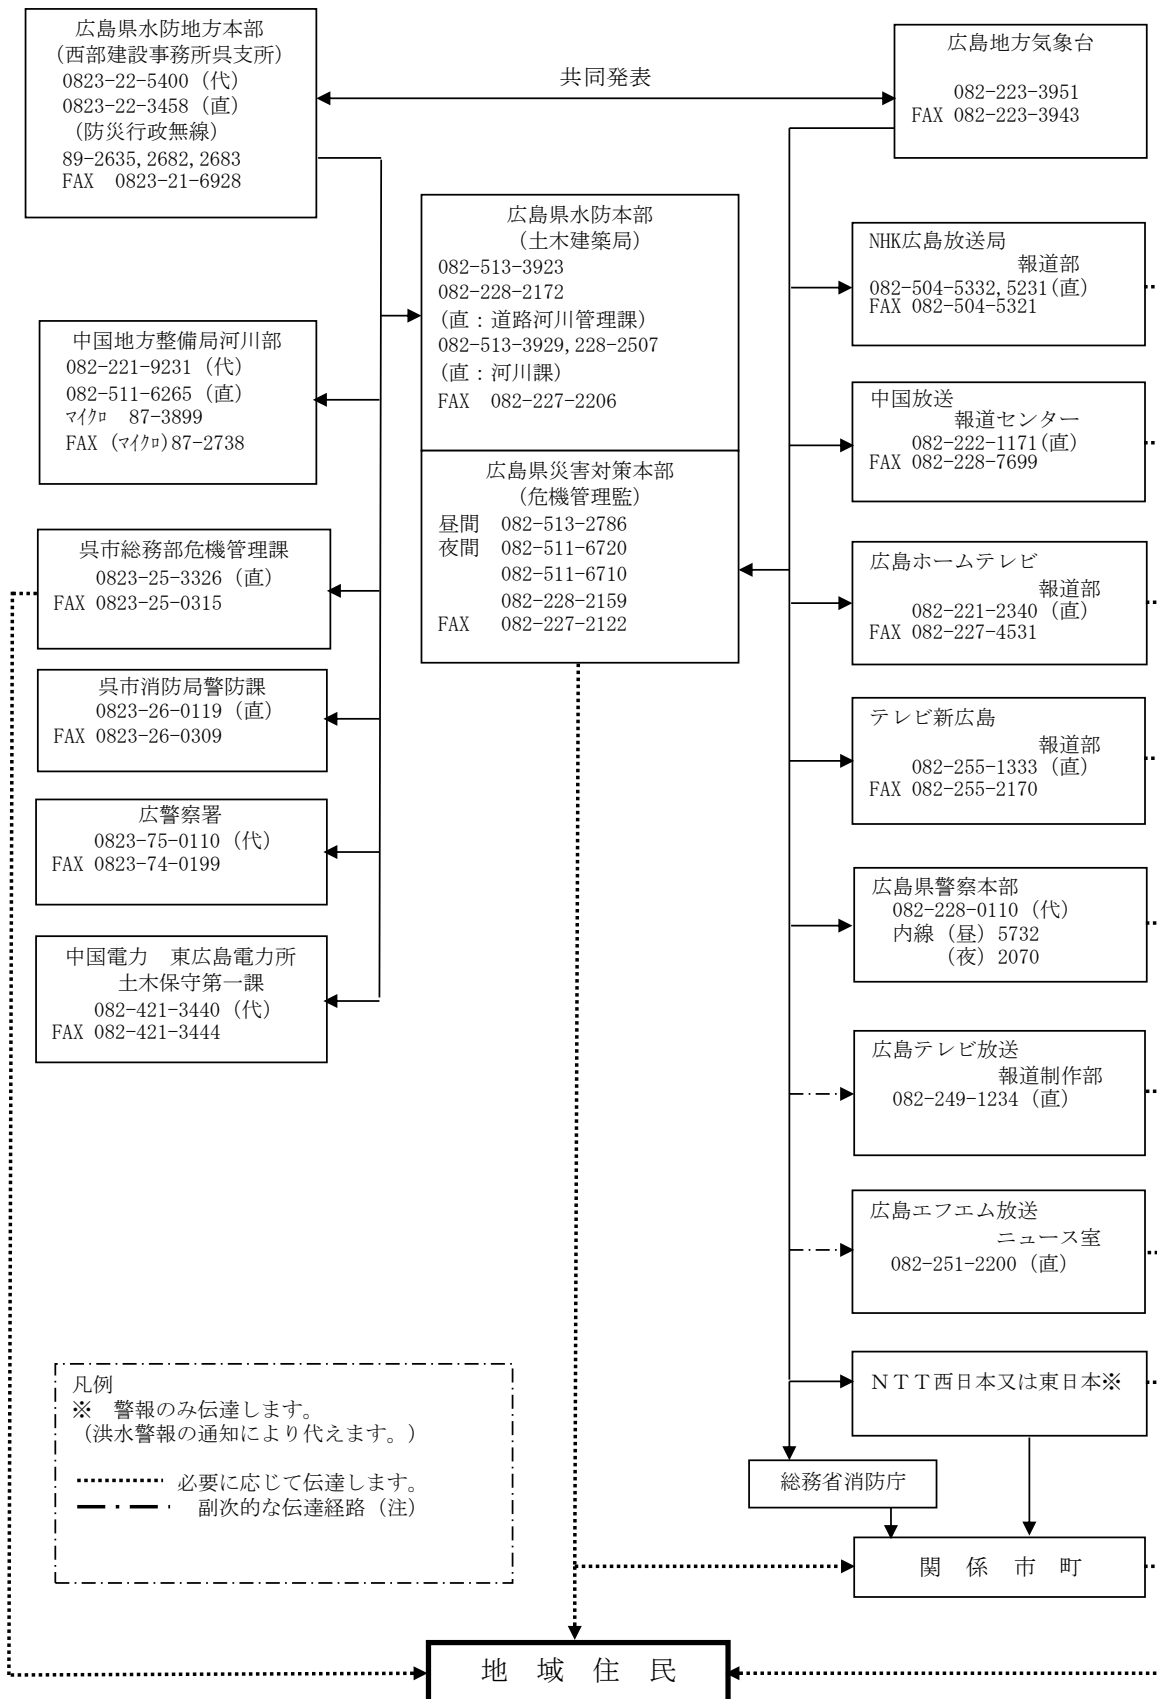 広島県水防地方本部
(西部建設事務所呉支所)
0823-22-5400 (代)
0823-22-3458 (直)
(防災行政無線)
89-2635,2682,2683
FAX 0823-21-6928
共同発表
広島地方気象台
082-223-3951
FAX 082-223-3943
広島県水防本部
(土木建築局)
082-513-3923
082-228-2172
(直:道路河川管理課)
082-513-3929,228-2507
(直:河川課)
FAX 082-227-2206
広島県災害対策本部
(危機管理監)
昼間 082-513-2786
夜間 082-511-6720
082-511-6710
082-228-2159
FAX 082-227-2122
中国地方整備局河川部
082-221-9231 (代)
082-511-6265 (直)
マイクロ 87-3899
FAX (マイクロ)87-2738
呉市総務部危機管理課
0823-25-3326 (直)
FAX 0823-25-0315
呉市消防局警防課
0823-26-0119 (直)
FAX 0823-26-0309
広警察署
0823-75-0110 (代)
FAX 0823-74-0199
中国電力 東広島電力所
土木保守第一課
082-421-3440 (代)
FAX 082-421-3444
NHK広島放送局
報道部
082-504-5332,5231(直)
FAX 082-504-5321
中国放送
報道センター
082-222-1171(直)
FAX 082-228-7699
広島ホームテレビ
報道部
082-221-2340 (直)
FAX 082-227-4531
テレビ新広島
報道部
082-255-1333 (直)
FAX 082-255-2170
広島県警察本部
082-228-0110 (代)
内線 (昼) 5732
(夜) 2070
広島テレビ放送
報道制作部
082-249-1234 (直)
広島エフエム放送
ニュース室
082-251-2200 (直)
NTT西日本又は東日本※
総務省消防庁
関係市町
凡例
※ 警報のみ伝達します。
(洪水警報の通知により代えます。)
必要に応じて伝達します。
副次的な伝達経路 (注)
地域住民